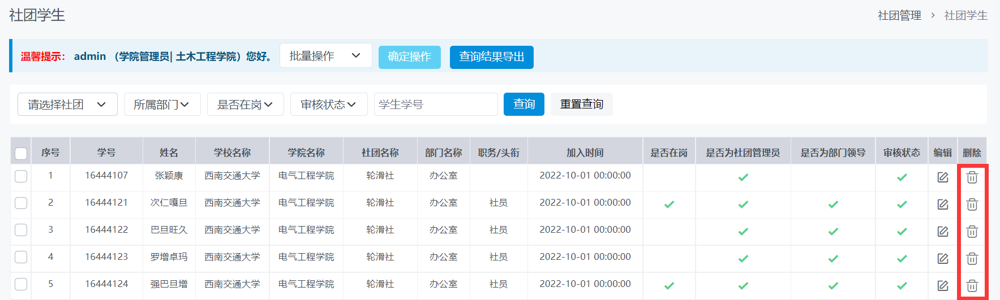 社团学生
社团管理 > 社团学生
温馨提示： admin （学院管理员| 土木工程学院）您好。 批量操作 确定操作 查询结果导出
请选择社团 所属部门 是否在岗 审核状态 学生学号 查询 重置查询
序号 学号 姓名 学校名称 学院名称 社团名称 部门名称 职务/头衔 加入时间 是否在岗 是否为社团管理员 是否为部门领导 审核状态 编辑 删除
1 16444107 张颖康 西南交通大学 电气工程学院 轮滑社 办公室 2022-10-01 00:00:00
2 16444121 次仁嘎旦 西南交通大学 电气工程学院 轮滑社 办公室 社员 2022-10-01 00:00:00
3 16444122 巴旦旺久 西南交通大学 电气工程学院 轮滑社 办公室 社员 2022-10-01 00:00:00
4 16444123 罗增卓玛 西南交通大学 电气工程学院 轮滑社 办公室 社员 2022-10-01 00:00:00
5 16444124 强巴旦增 西南交通大学 电气工程学院 轮滑社 办公室 社员 2022-10-01 00:00:00